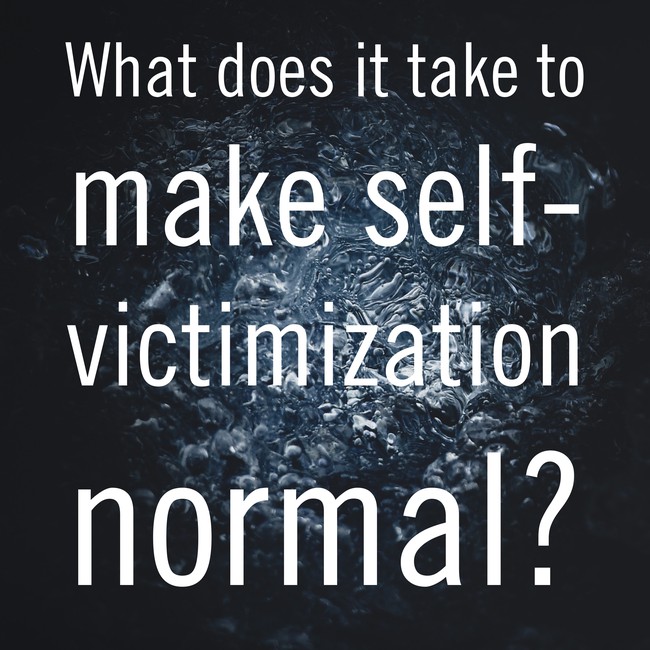 What does it take to
make self-
victimization
normal?